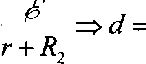 ℰ
r + R₂ ⇒ d =